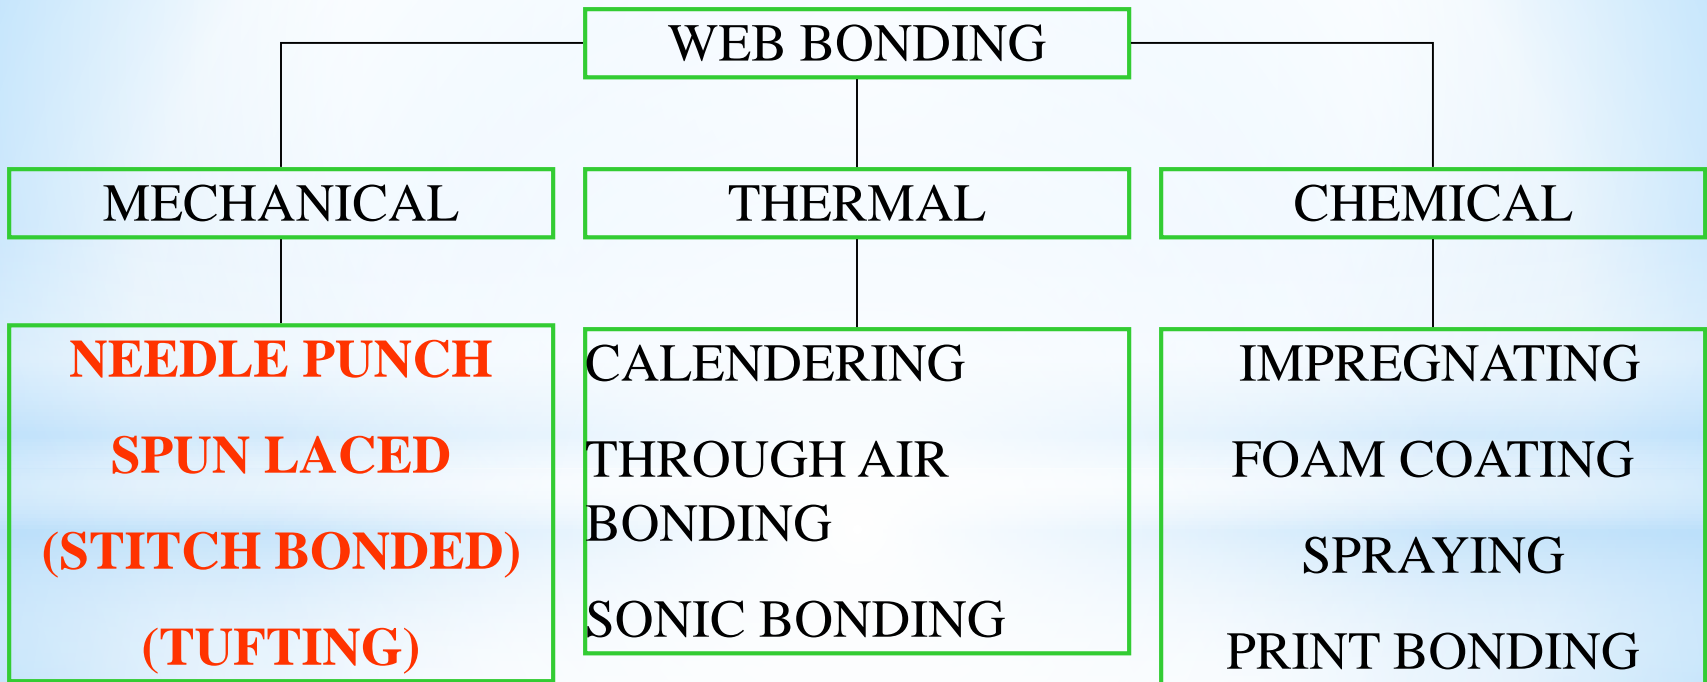 WEB BONDING
MECHANICAL
THERMAL
CHEMICAL
NEEDLE PUNCH
SPUN LACED
(STITCH BONDED)
(TUFTING)
CALENDERING
THROUGH AIR
BONDING
SONIC BONDING
IMPREGNATING
FOAM COATING
SPRAYING
PRINT BONDING